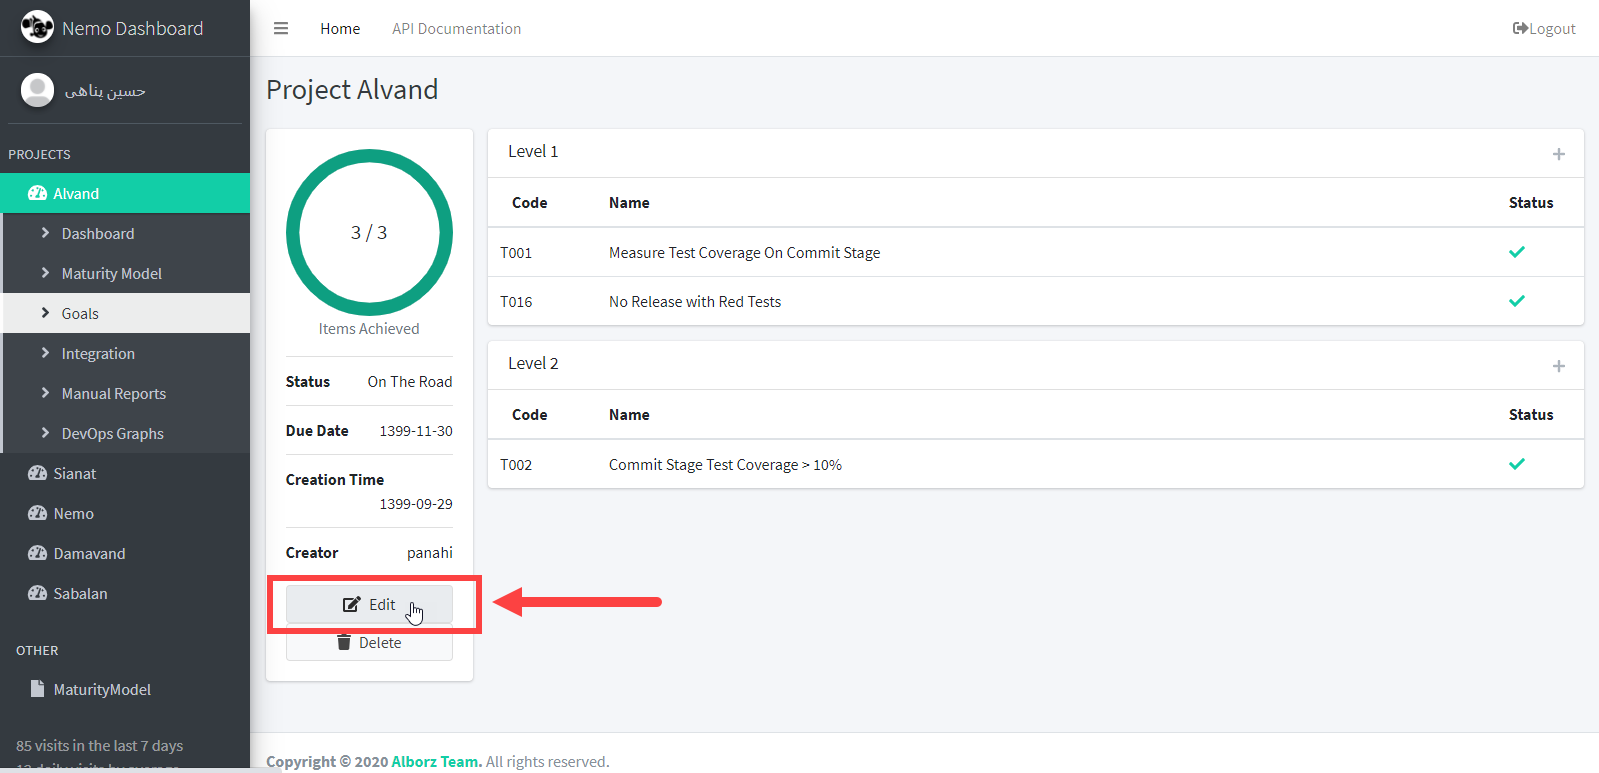 Nemo Dashboard
Home
API Documentation
Logout
حسین پناهی
PROJECTS
Alvand
Dashboard
Maturity Model
Goals
Integration
Manual Reports
DevOps Graphs
Sianat
Nemo
Damavand
Sabalan
OTHER
MaturityModel
85 visits in the last 7 days
Project Alvand
3 / 3
Items Achieved
Status On The Road
Due Date 1399-11-30
Creation Time
1399-09-29
Creator panahi
Edit
Delete
Level 1
Code Name Status
T001 Measure Test Coverage On Commit Stage
T016 No Release with Red Tests
Level 2
Code Name Status
T002 Commit Stage Test Coverage > 10%
Copyright © 2020 Alborz Team. All rights reserved.